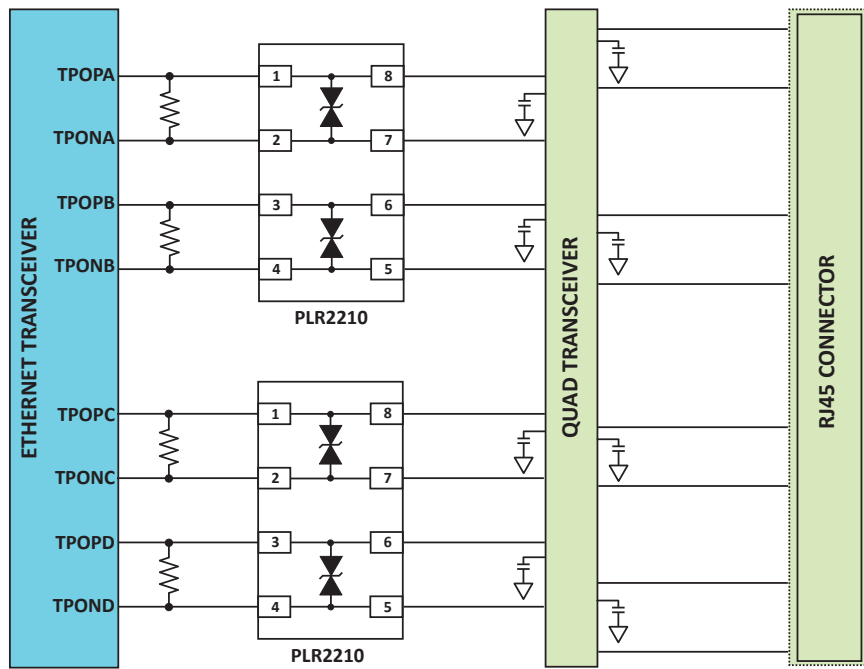 ETHERNET TRANSCEIVER
TPOPA
1
8
TPONA
2
7
TPOPB
3
6
TPONB
4
5
PLR2210
TPOPC
1
8
TPONC
2
7
TPOPD
3
6
TPOND
4
5
PLR2210
QUAD TRANSCEIVER
RJ45 CONNECTOR